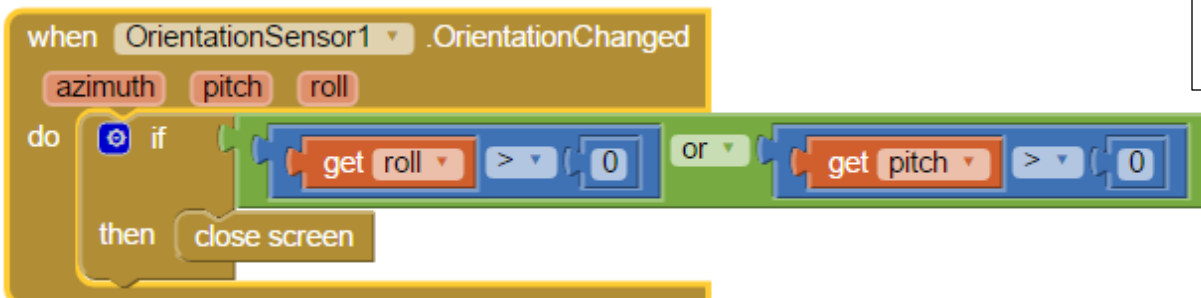 when OrientationSensor1 .OrientationChanged
azimuth pitch roll
do if get roll > 0 or get pitch > 0
then close screen